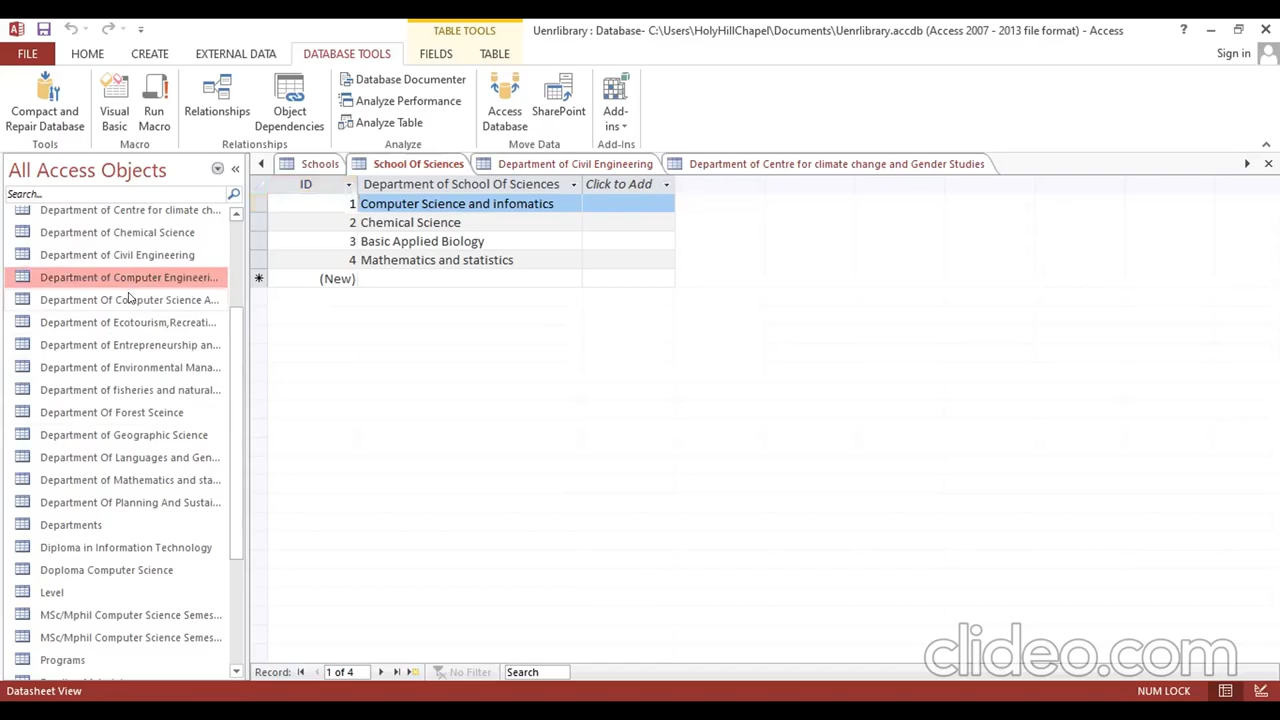 TABLE TOOLS
Uenrlibrary : Database- C:\Users\HolyHillChapel\Documents\Uenrlibrary.accdb (Access 2007 - 2013 file format) - Access
FILE HOME CREATE EXTERNAL DATA DATABASE TOOLS FIELDS TABLE Sign in
Compact and
Repair Database
Tools
Visual
Basic
Run
Macro
Macro
Relationships
Object
Dependencies
Relationships
Database Documenter
Analyze Performance
Analyze Table
Analyze
Access
Database
SharePoint
Move Data
Add-
ins
Add-Ins
All Access Objects
Search...
Department of Centre for climate ch...
Department of Chemical Science
Department of Civil Engineering
Department of Computer Engineeri...
Department Of Computer Science A...
Department of Ecotourism,Recreati...
Department of Entrepreneurship an...
Department of Environmental Mana...
Department of fisheries and natural...
Department Of Forest Sceince
Department of Geographic Science
Department Of Languages and Gen...
Department of Mathematics and sta...
Department Of Planning And Sustai...
Departments
Diploma in Information Technology
Doploma Computer Science
Level
MSc/Mphil Computer Science Semes...
MSc/Mphil Computer Science Semes...
Programs
Schools School Of Sciences Department of Civil Engineering Department of Centre for climate change and Gender Studies
ID Department of School Of Sciences Click to Add
1 Computer Science and infomatics
2 Chemical Science
3 Basic Applied Biology
4 Mathematics and statistics
(New)
clideo.com
Record: 1 of 4 No Filter Search
Datasheet View NUM LOCK